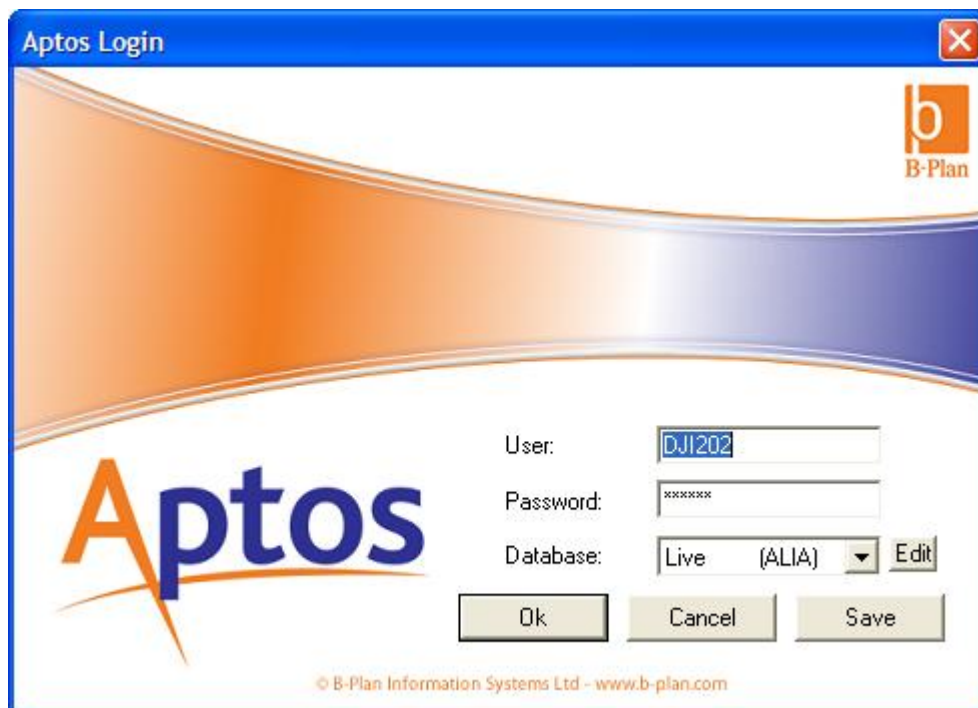 Aptos Login
b
B-Plan
User: DJI202
Password: ******
Aptos
Database: Live (ALIA) Edit
Ok Cancel Save
© B-Plan Information Systems Ltd - www.b-plan.com